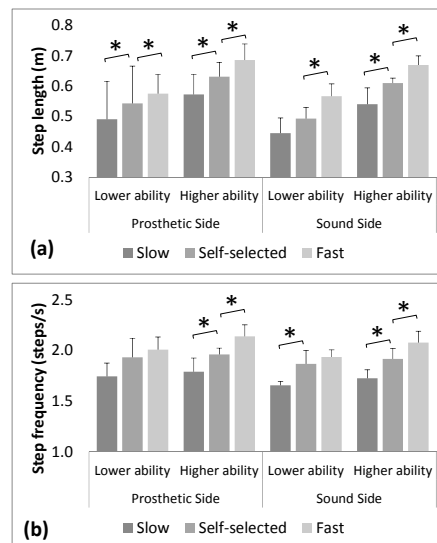 0.8
0.7
0.6
0.5
0.4
0.3
Step length (m)
* * * * * * *
Lower ability Higher ability Lower ability Higher ability
Prosthetic Side Sound Side
(a)
Slow Self-selected Fast
2.5
2.0
1.5
1.0
Step frequency (steps/s)
* * * * *
Lower ability Higher ability Lower ability Higher ability
Prosthetic Side Sound Side
(b)
Slow Self-selected Fast